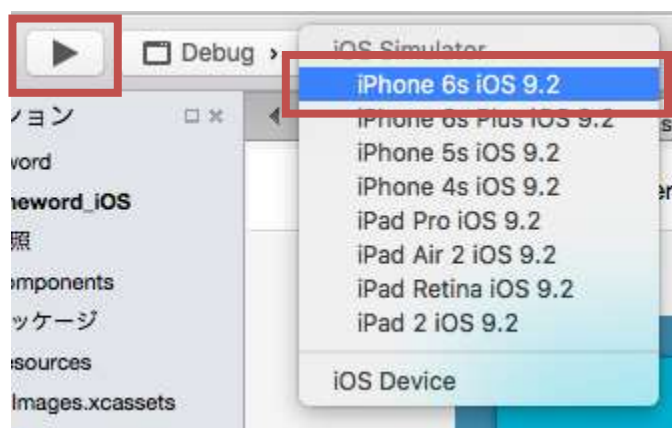 Debug
iOS Simulator
iPhone 6s iOS 9.2
iPhone 6s Plus iOS 9.2
iPhone 5s iOS 9.2
iPhone 4s iOS 9.2
iPad Pro iOS 9.2
iPad Air 2 iOS 9.2
iPad Retina iOS 9.2
iPad 2 iOS 9.2
iOS Device
ション
word
neword_iOS
照
omponents
ッケージ
esources
Images.xcassets